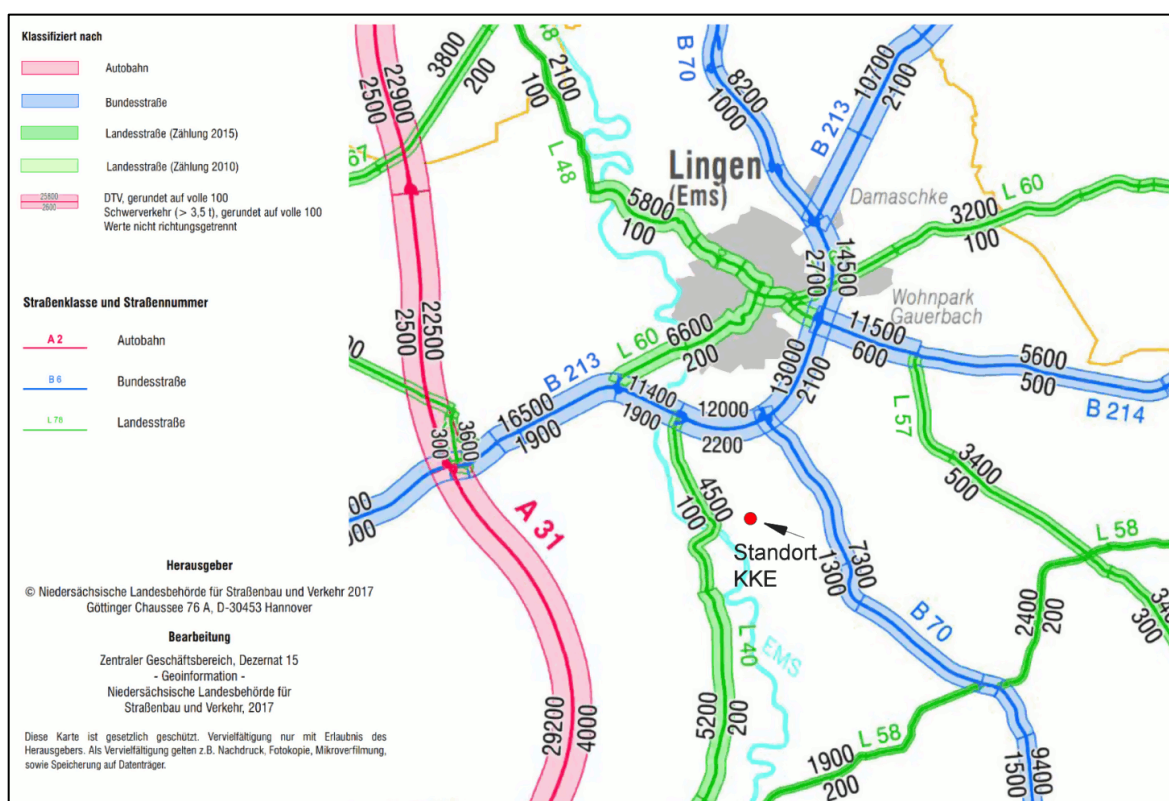 Klassifiziert nach
Autobahn
Bundesstraße
Landesstraße (Zählung 2015)
Landesstraße (Zählung 2010)
25800
2600
DTV, gerundet auf volle 100
Schwerverkehr (> 3,5 t), gerundet auf volle 100
Werte nicht richtungsgetrennt
Straßenklasse und Straßennummer
A 2
Autobahn
B 6
Bundesstraße
L 78
Landesstraße
Herausgeber
© Niedersächsische Landesbehörde für Straßenbau und Verkehr 2017
Göttinger Chaussee 76 A, D-30453 Hannover
Bearbeitung
Zentraler Geschäftsbereich, Dezernat 15
- Geoinformation -
Niedersächsische Landesbehörde für
Straßenbau und Verkehr, 2017
Diese Karte ist gesetzlich geschützt. Vervielfältigung nur mit Erlaubnis des
Herausgebers. Als Vervielfältigung gelten z.B. Nachdruck, Fotokopie, Mikroverfilmung,
sowie Speicherung auf Datenträger.
22900
2500
3800
200
2100
100
L 48
B 70
8200
1000
B 213
10700
2100
Lingen
(Ems)
Damaschke
L 60
3200
100
5800
100
14500
2700
Wohnpark
Gauerbach
22500
2500
L 60
6600
200
11500
600
5600
500
B 214
B 213
16500
1900
11400
1900
12000
2200
13000
2100
L 57
3400
500
3600
300
A 31
4500
100
Standort
KKE
7300
1300
L 58
2400
200
300
B 70
L 40
EMS
29200
4000
5200
200
L 58
1900
200
9400
1500